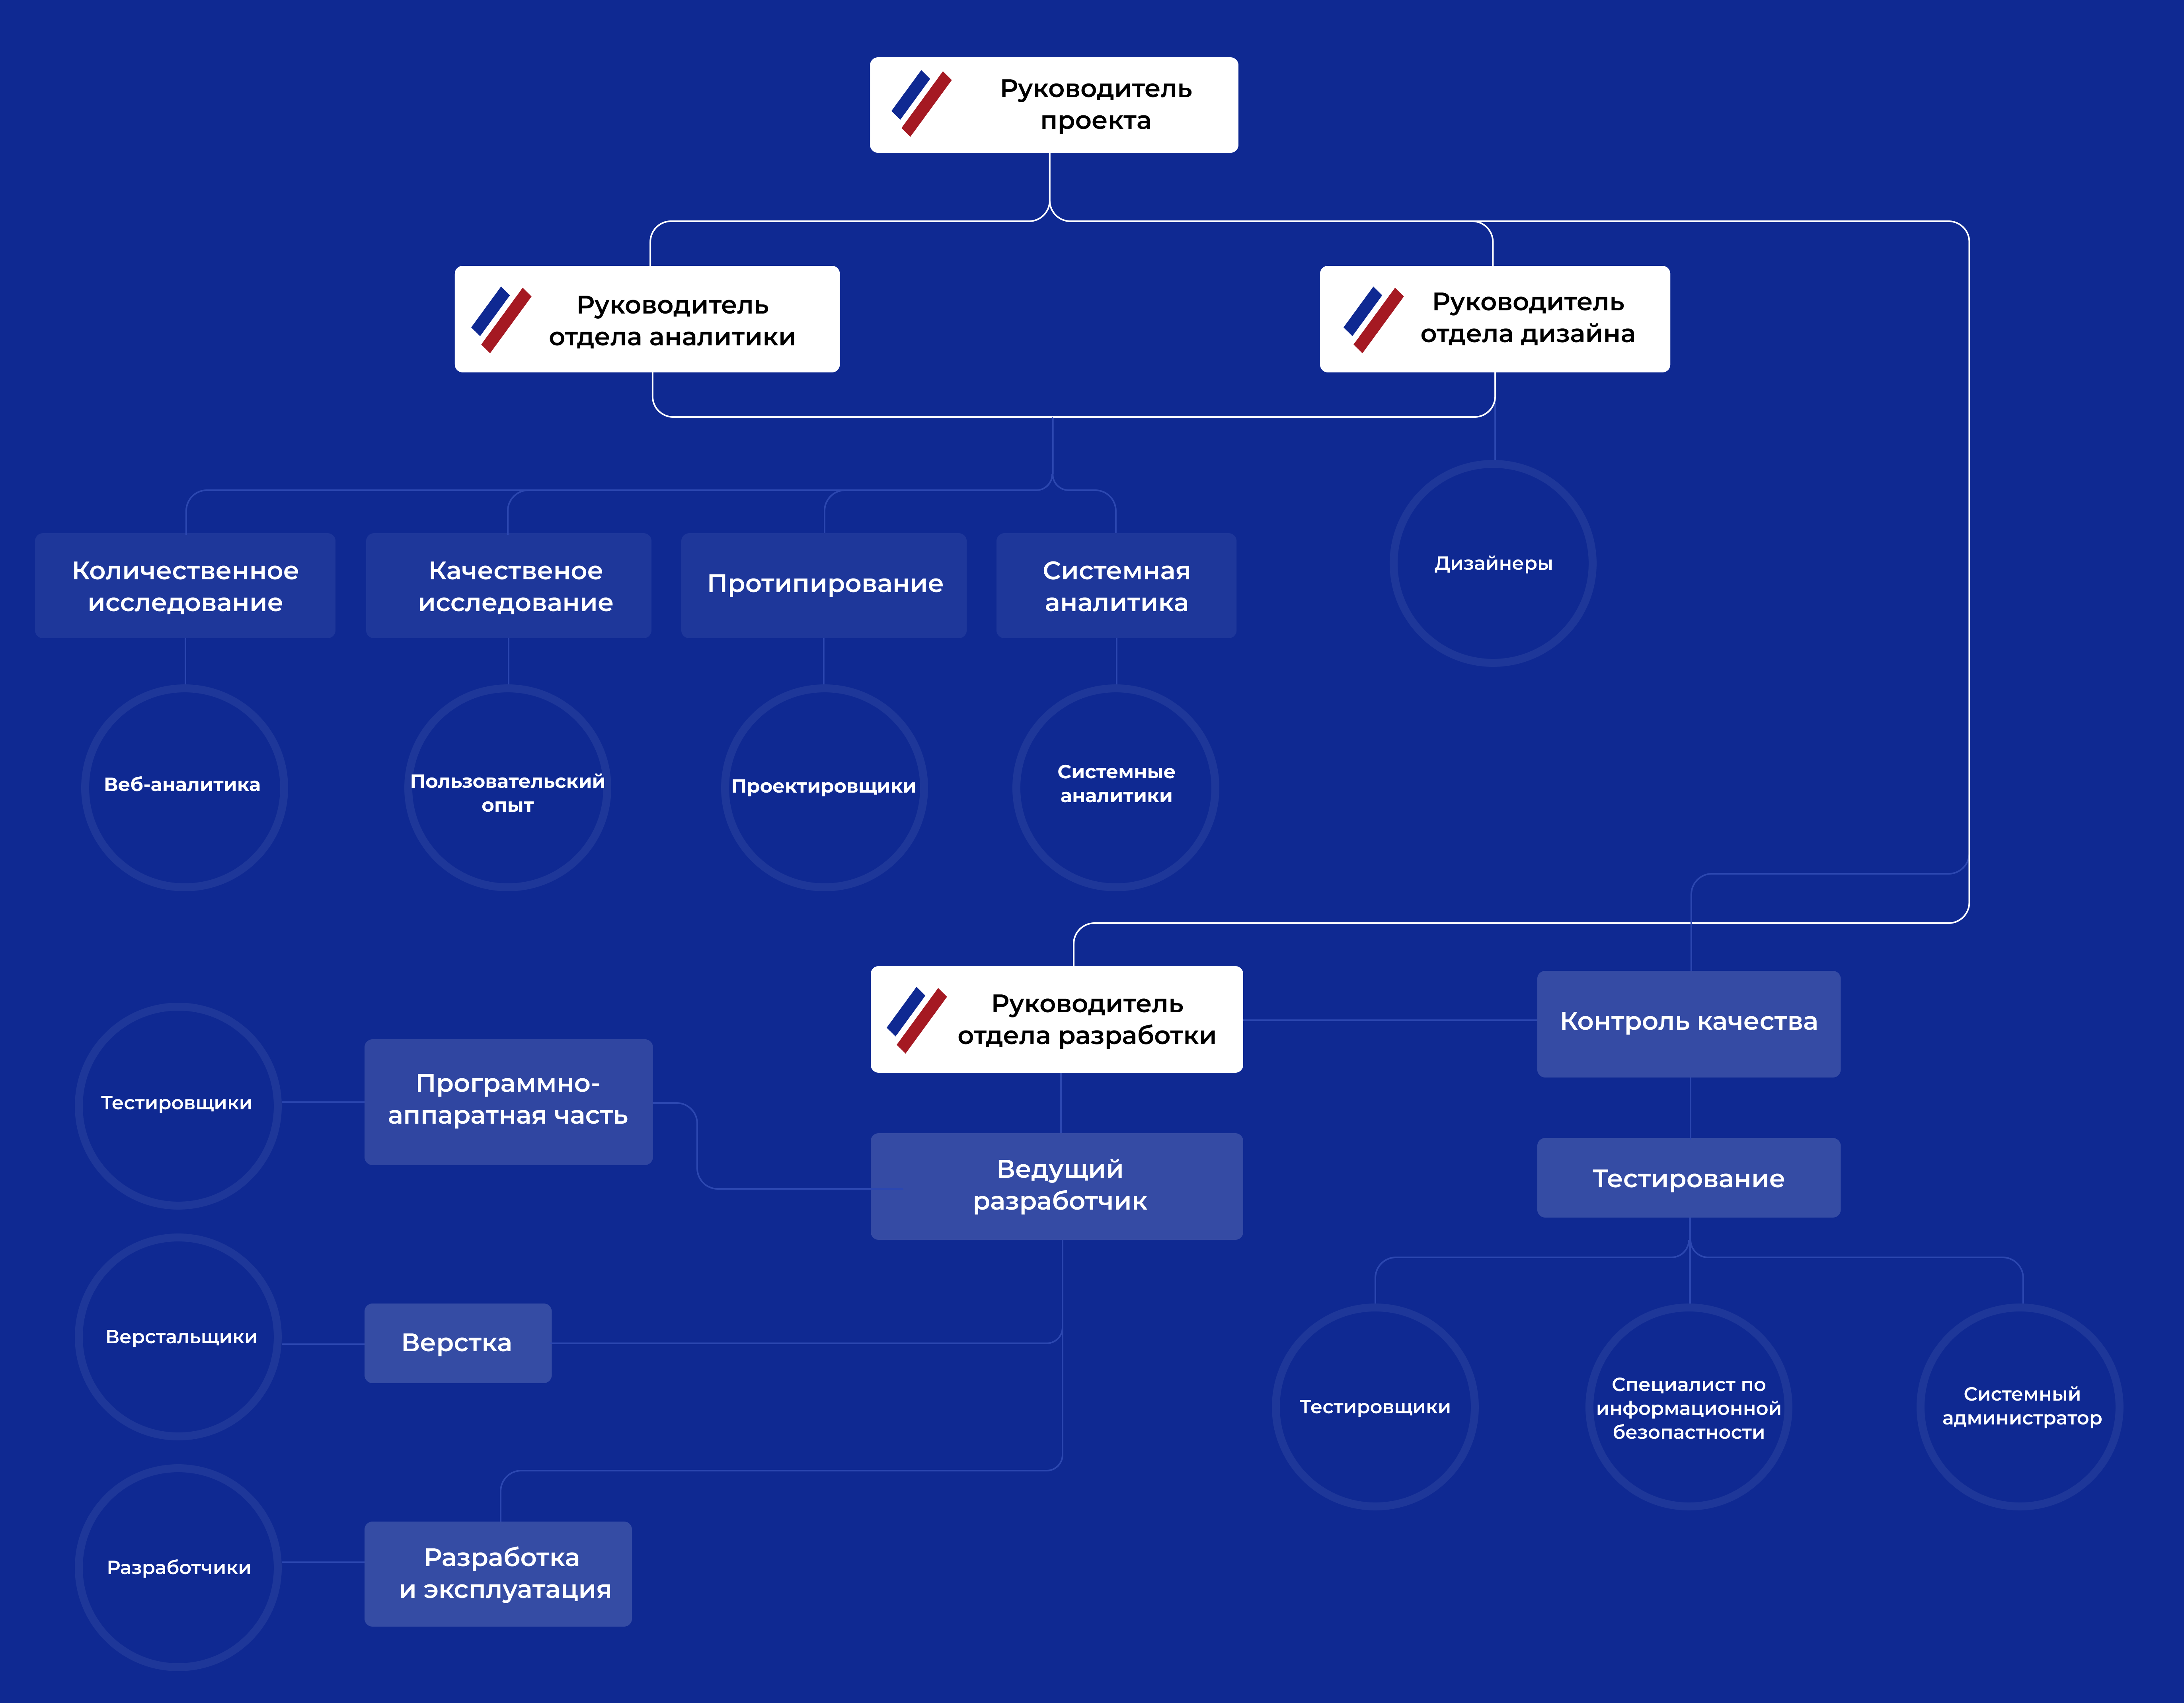 Руководитель
проекта
Руководитель
отдела аналитики
Руководитель
отдела дизайна
Количественное
исследование
Качественое
исследование
Протипирование
Системная
аналитика
Дизайнеры
Веб-аналитика
Пользовательский
опыт
Проектировщики
Системные
аналитики
Руководитель
отдела разработки
Контроль качества
Тестировщики
Программно-
аппаратная часть
Ведущий
разработчик
Тестирование
Верстальщики
Верстка
Тестировщики
Специалист по
информационной
безопастности
Системный
администратор
Разработчики
Разработка
и эксплуатация